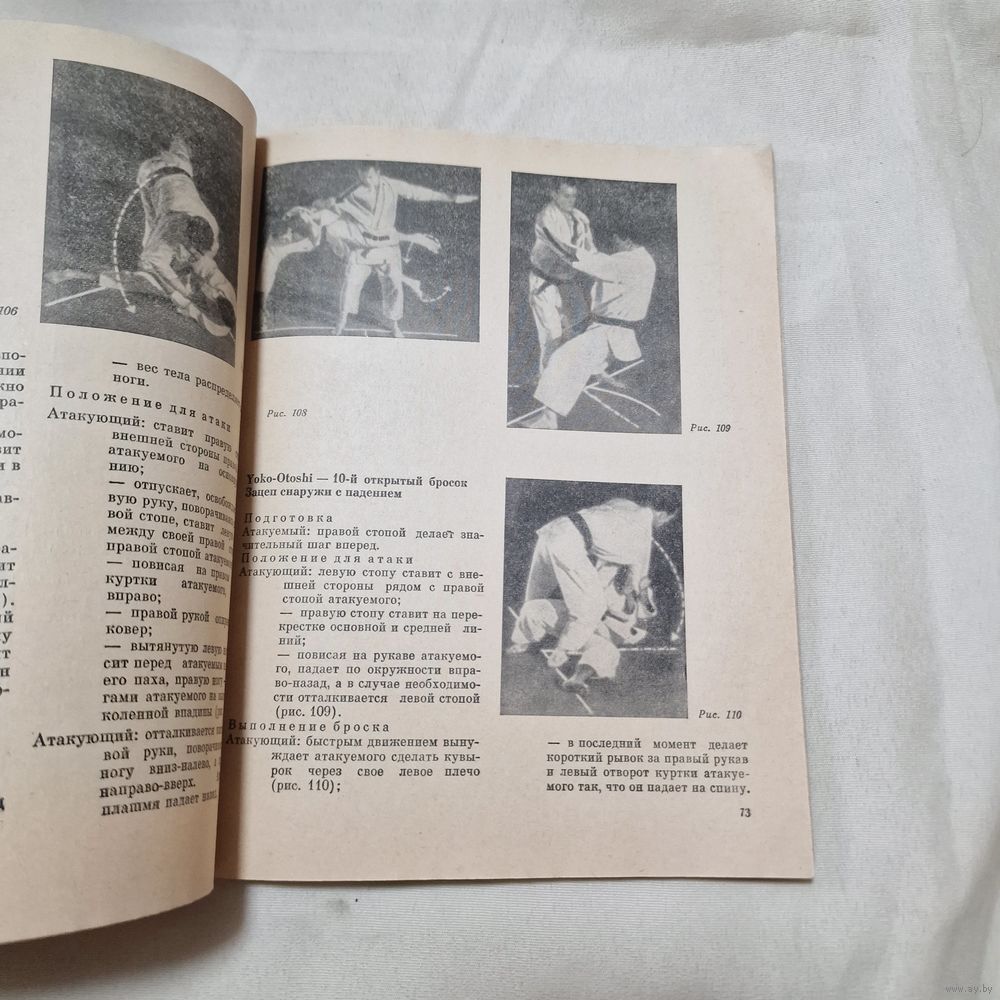 106
— вес тела
ноги.
Положение для атаки
Атакующий: ставит правую
внешней стороны
атакуемого на
нию;
— отпускает,
вую руку,
вой стопе, ставит
между своей правой
правой стопой
— повисая на
куртки атакуемого,
вправо;
— правой рукой
ковер;
— вытянутую левую
сит перед атакуемым
его паха, правую
гами атакуемого на
коленной впадины
Атакующий: отталкивается
вой руки,
ногу вниз-налево,
направо-вверх.
плашмя падает
Рис. 108
Рис. 109
Yoko-Otoshi — 10-й открытый бросок
Зацеп снаружи с падением
Подготовка
Атакуемый: правой стопой делает зна-
чительный шаг вперед.
Положение для атаки
Атакующий: левую стопу ставит с вне-
шней стороны рядом с правой
стопой атакуемого;
— правую стопу ставит на пере-
крестке основной и средней ли-
ний;
— повисая на рукаве атакуемо-
го, падает по окружности впра-
во-назад, а в случае необходимо-
сти отталкивается левой стопой
(рис. 109).
Выполнение броска
Атакующий: быстрым движением выну-
ждает атакуемого сделать кувы-
рок через свое левое плечо
(рис. 110);
Рис. 110
— в последний момент делает
короткий рывок за правый рукав
и левый отворот куртки атакуе-
мого так, что он падает на спину.
73
www.ay.by